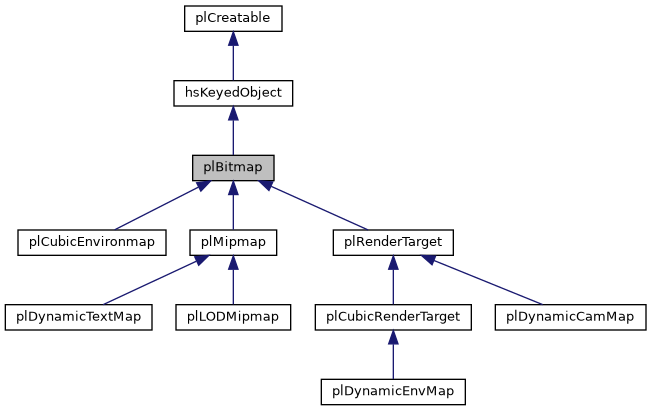 plCreatable
hsKeyedObject
plBitmap
plCubicEnvironmap
plMipmap
plRenderTarget
plDynamicTextMap
plLODMipmap
plCubicRenderTarget
plDynamicCamMap
plDynamicEnvMap